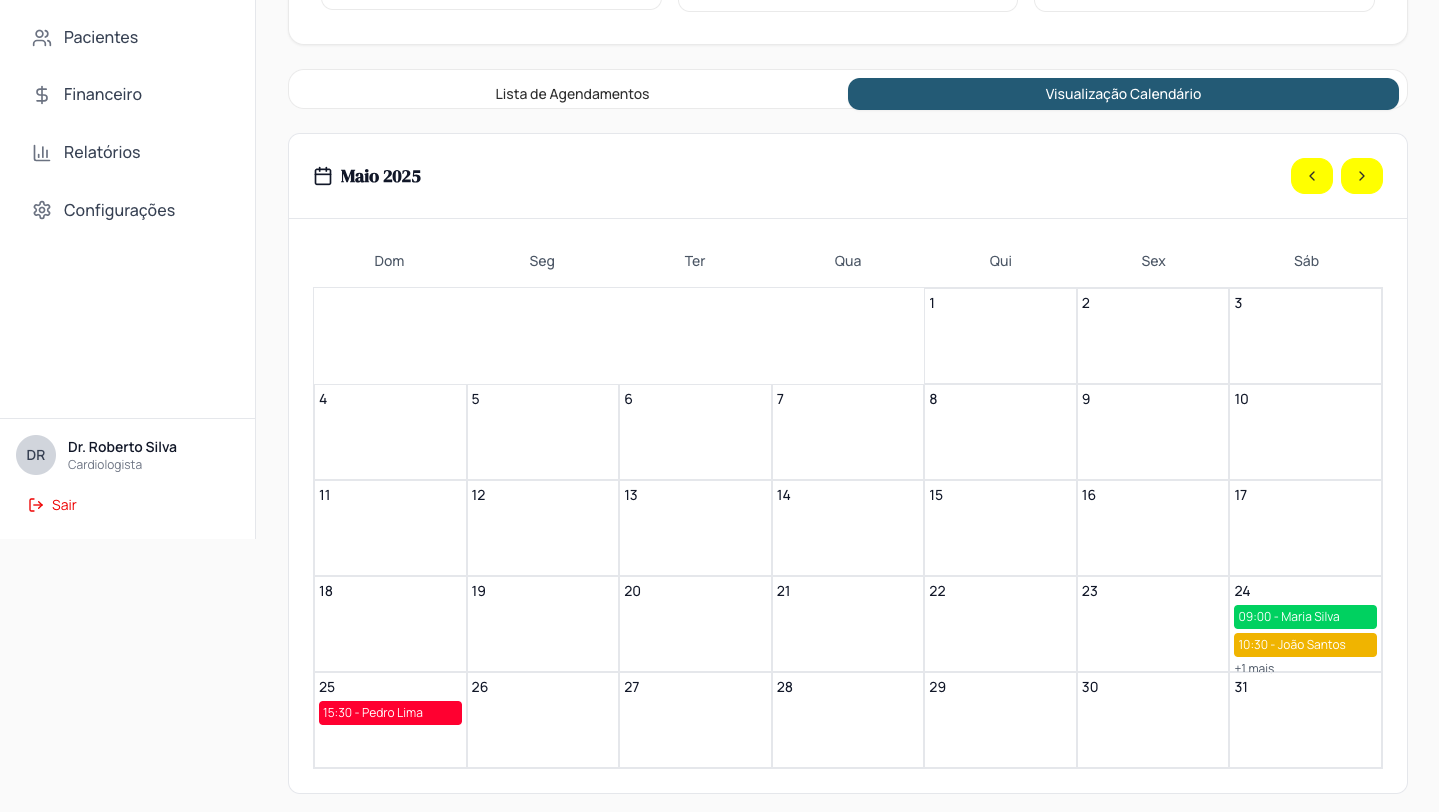 Pacientes
Financeiro
Relatórios
Configurações
DR
Dr. Roberto Silva
Cardiologista
Sair
Lista de Agendamentos
Visualização Calendário
Maio 2025
Dom Seg Ter Qua Qui Sex Sáb
1 2 3
4 5 6 7 8 9 10
11 12 13 14 15 16 17
18 19 20 21 22 23 24
09:00 - Maria Silva
10:30 - João Santos
+1 mais
25 26 27 28 29 30 31
15:30 - Pedro Lima